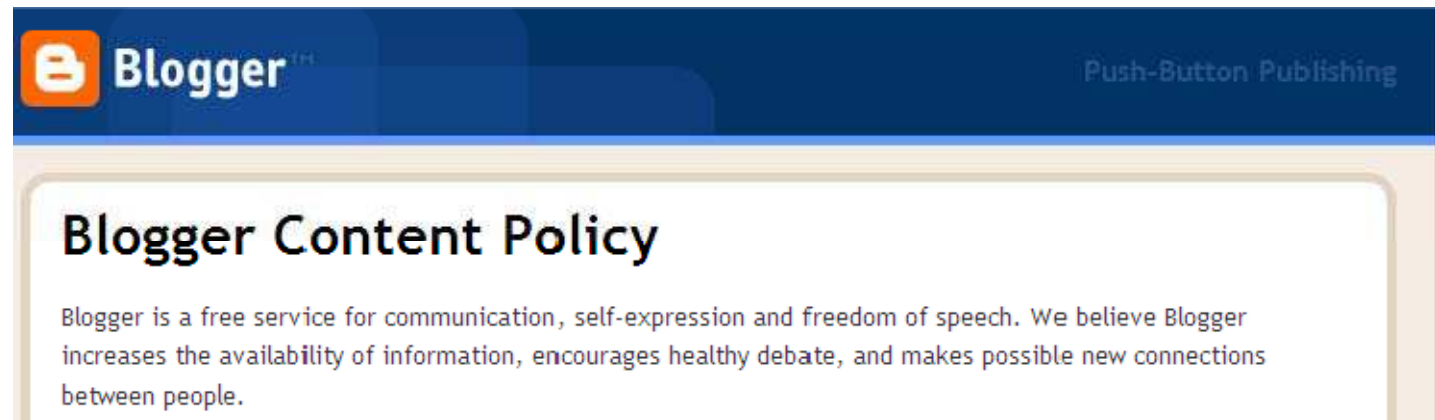 Blogger™ Push-Button Publishing
Blogger Content Policy
Blogger is a free service for communication, self-expression and freedom of speech. We believe Blogger
increases the availability of information, encourages healthy debate, and makes possible new connections
between people.